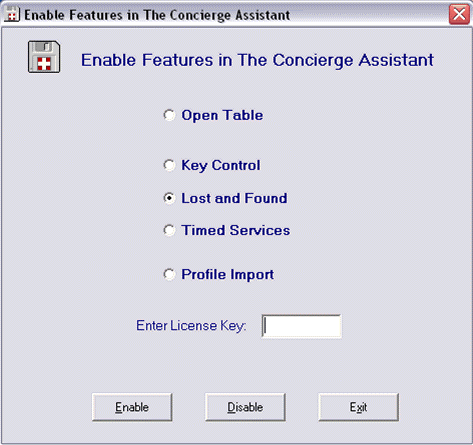 Enable Features in The Concierge Assistant
Enable Features in The Concierge Assistant
Open Table
Key Control
Lost and Found
Timed Services
Profile Import
Enter License Key:
Enable Disable Exit